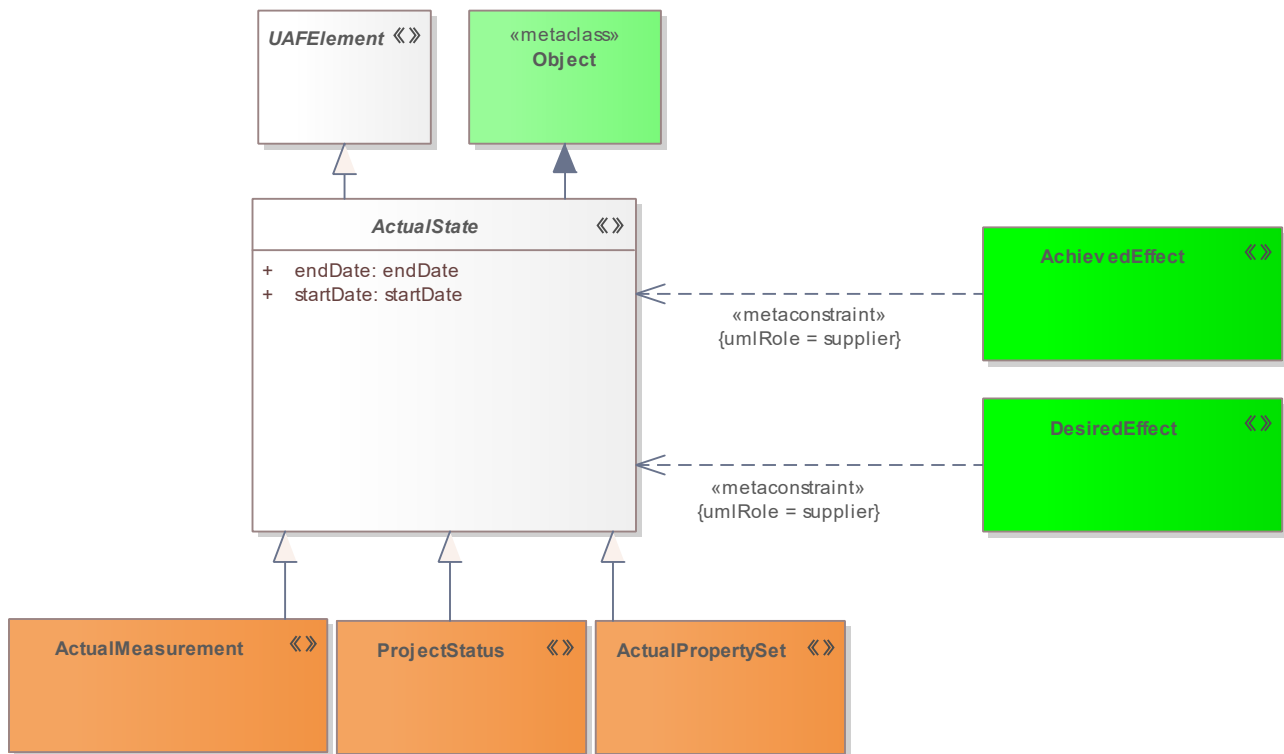 UAFElement «»
«metaclass»
Object
ActualState «»
+ endDate: endDate
+ startDate: startDate
AchievedEffect «»
«metaconstraint»
{umlRole = supplier}
DesiredEffect «»
«metaconstraint»
{umlRole = supplier}
ActualMeasurement «»
ProjectStatus «»
ActualPropertySet «»